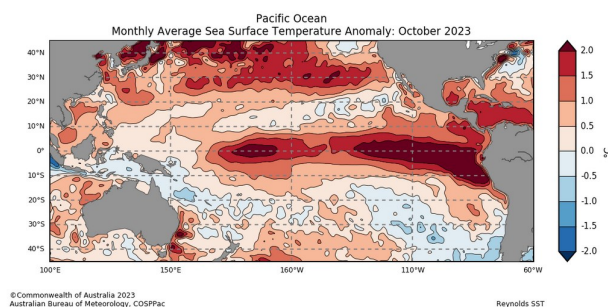 Pacific Ocean
Monthly Average Sea Surface Temperature Anomaly: October 2023
40°N
30°N
20°N
10°N
0°
10°S
20°S
30°S
40°S
100°E 150°E 160°W 110°W 60°W
2.0
1.5
1.0
0.5
0.0
-0.5
-1.0
-1.5
-2.0
°C
©Commonwealth of Australia 2023
Australian Bureau of Meteorology, COSPPac
Reynolds SST